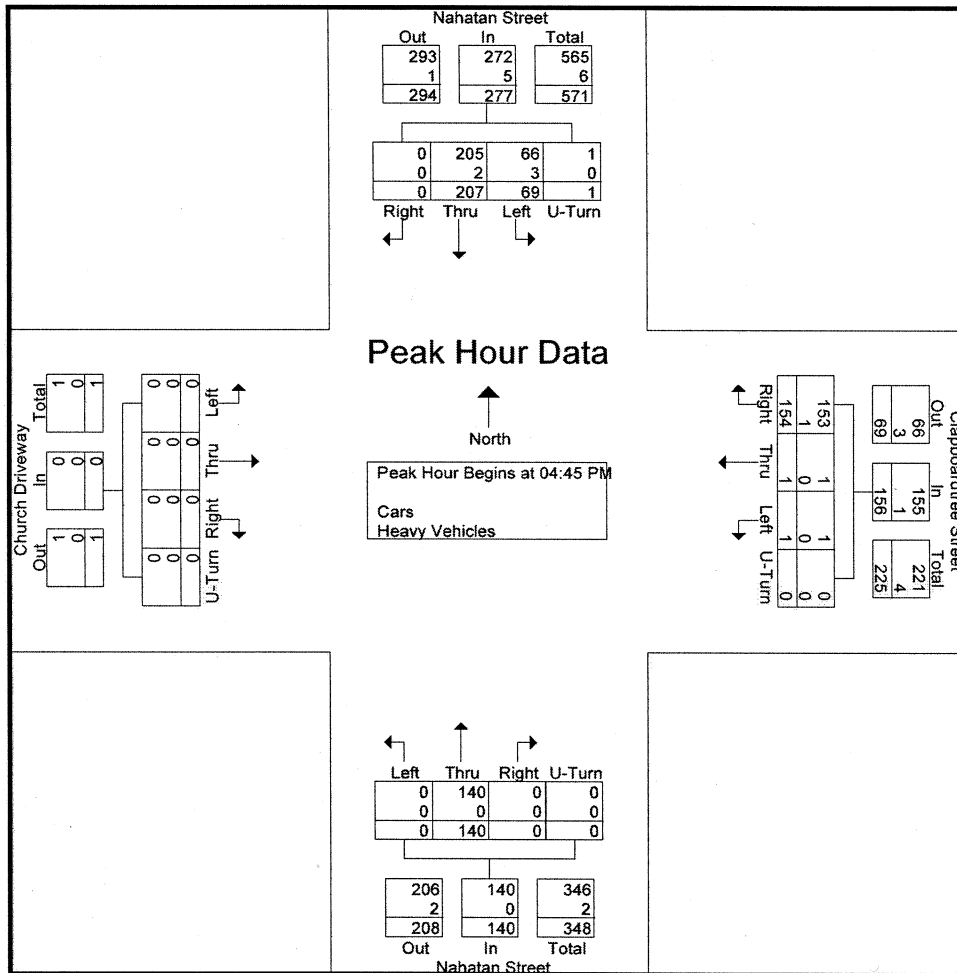 Nahatan Street
Out In Total
293 272 565
1 5 6
294 277 571
0 205 66 1
0 2 3 0
0 207 69 1
Right Thru Left U-Turn
Peak Hour Data
North
Peak Hour Begins at 04:45 PM
Cars
Heavy Vehicles
Church Driveway
Out In Total
1 0 1
0 0 0
1 0 1
0 0 0 0
0 0 0 0
0 0 0 0
U-Turn Right Thru Left
Clapboardtree Street
Out In Total
66 155 221
3 1 4
69 156 225
153 1 1 0
1 0 0 0
154 1 1 0
Right Thru Left U-Turn
Left Thru Right U-Turn
0 140 0 0
0 0 0 0
0 140 0 0
206 140 346
2 0 2
208 140 348
Out In Total
Nahatan Street